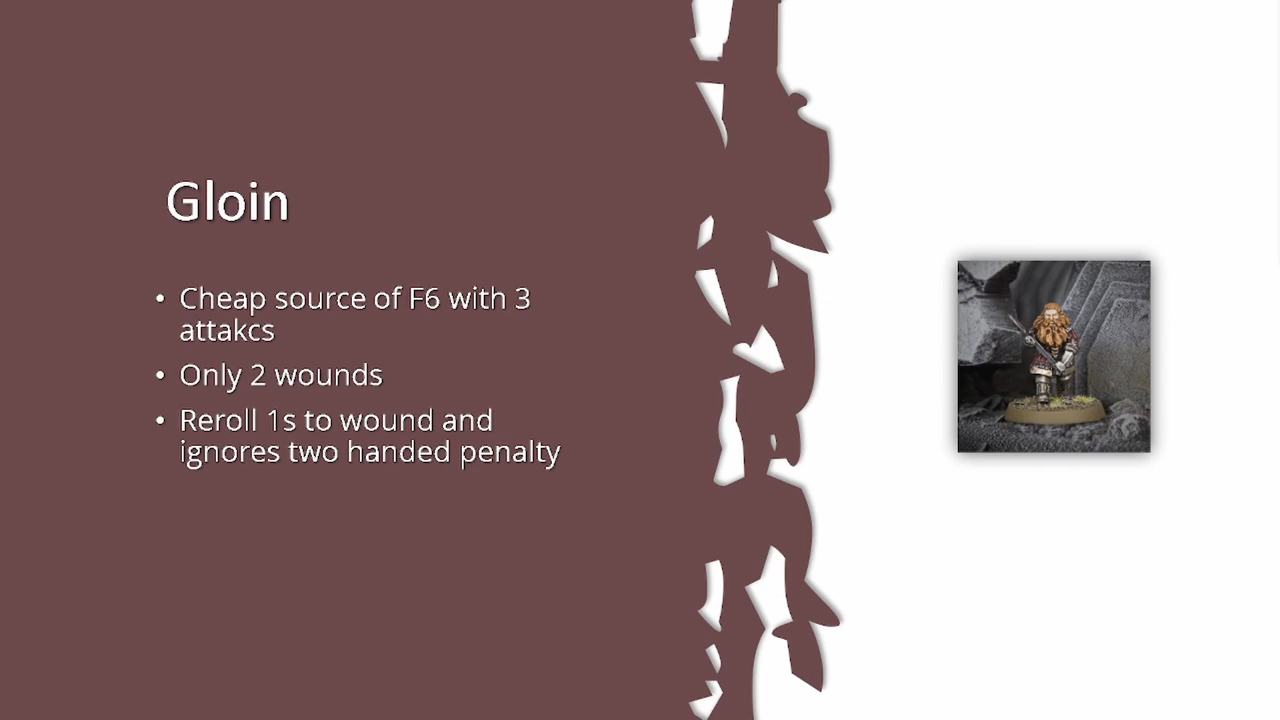 Gloin
• Cheap source of F6 with 3
attakcs
• Only 2 wounds
• Reroll 1s to wound and
ignores two handed penalty